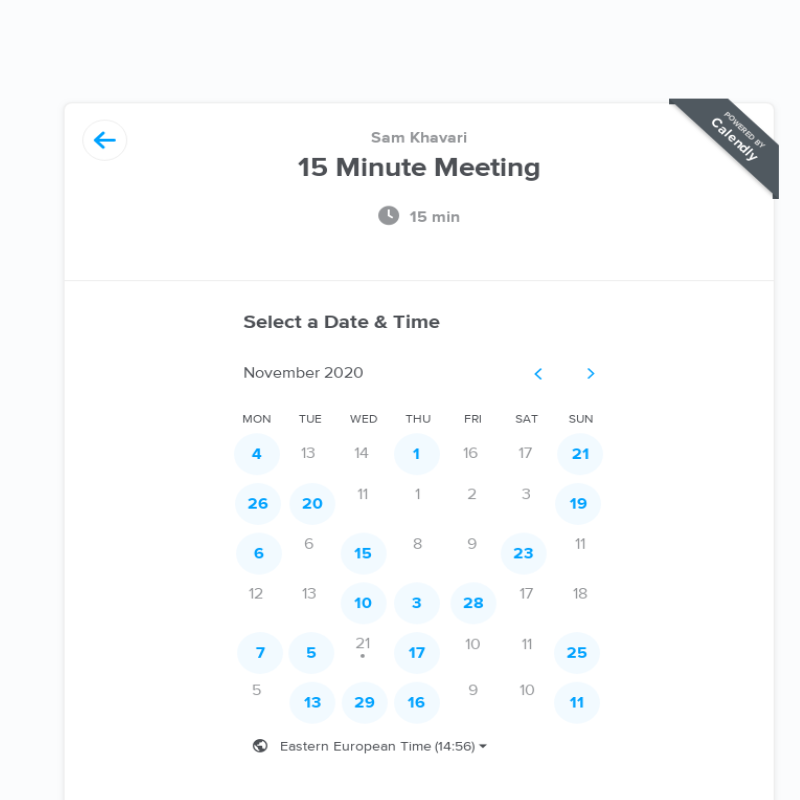 POWERED BY
Calendly
Sam Khavari
15 Minute Meeting
15 min
Select a Date & Time
November 2020
MON TUE WED THU FRI SAT SUN
4 13 14 1 16 17 21
26 20 11 1 2 3 19
6 6 15 8 9 23 11
12 13 10 3 28 17 18
7 5 21 17 10 11 25
5 13 29 16 9 10 11
Eastern European Time (14:56)